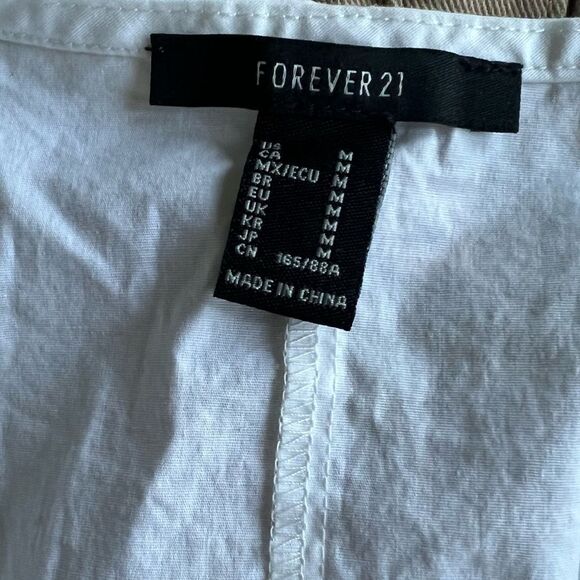 FOREVER 21
US M
CA M
MX/ECU M
BR M
EU M
UK M
KR M
JP M
CN 165/88A
MADE IN CHINA